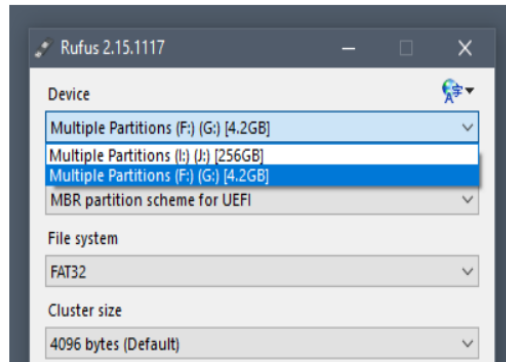 Rufus 2.15.1117
Device
Multiple Partitions (F:) (G:) [4.2GB]
Multiple Partitions (I:) (J:) [256GB]
Multiple Partitions (F:) (G:) [4.2GB]
MBR partition scheme for UEFI
File system
FAT32
Cluster size
4096 bytes (Default)